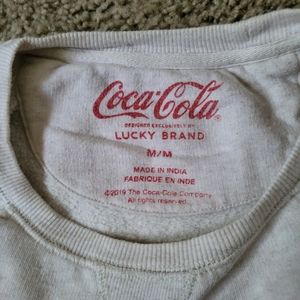 Coca-Cola®
DESIGNED EXCLUSIVELY BY
LUCKY BRAND
M/M
MADE IN INDIA
FABRIQUE EN INDE
©2019 The Coca-Cola Company.
All rights reserved.